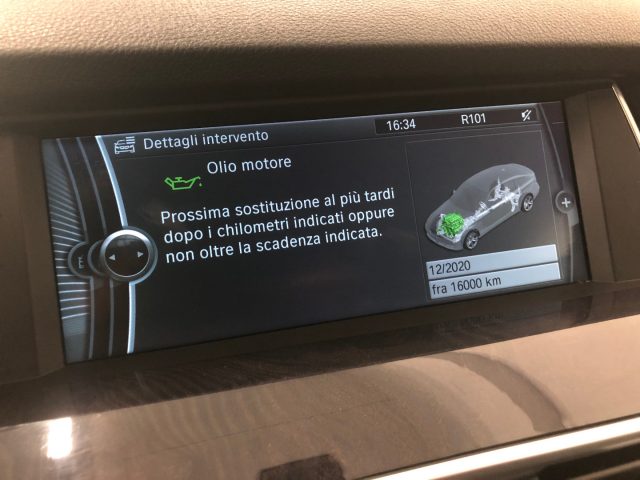 Dettagli intervento
16:34
R101
Olio motore
Prossima sostituzione al più tardi
dopo i chilometri indicati oppure
non oltre la scadenza indicata.
12/2020
fra 16000 km